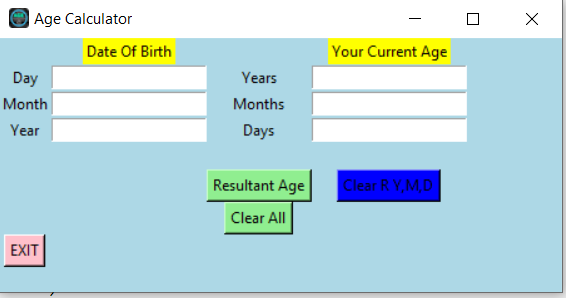 Age Calculator
Date Of Birth Your Current Age
Day Years
Month Months
Year Days
Resultant Age Clear R Y,M,D
Clear All
EXIT